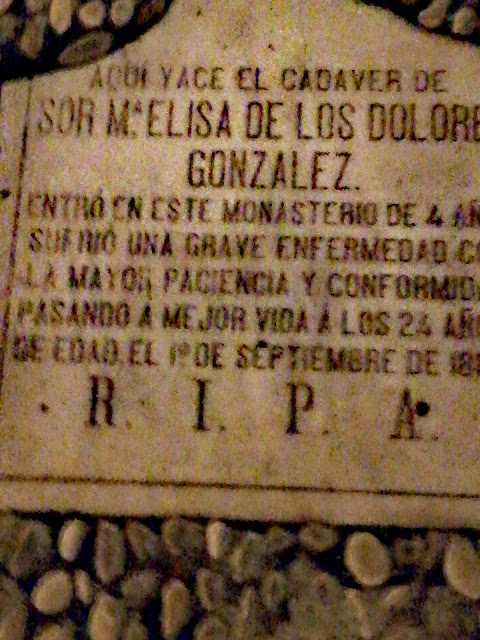 AQUI YACE EL CADAVER DE
SOR Mª ELISA DE LOS DOLORE
GONZALEZ.
ENTRÓ EN ESTE MONASTERIO DE 4 AÑ
SUFRIÓ UNA GRAVE ENFERMEDAD CO
LA MAYOR PACIENCIA Y CONFORMID
PASANDO A MEJOR VIDA Á LOS 24 AÑO
DE EDAD, EL 1º DE SEPTIEMBRE DE
R. I. P. A.